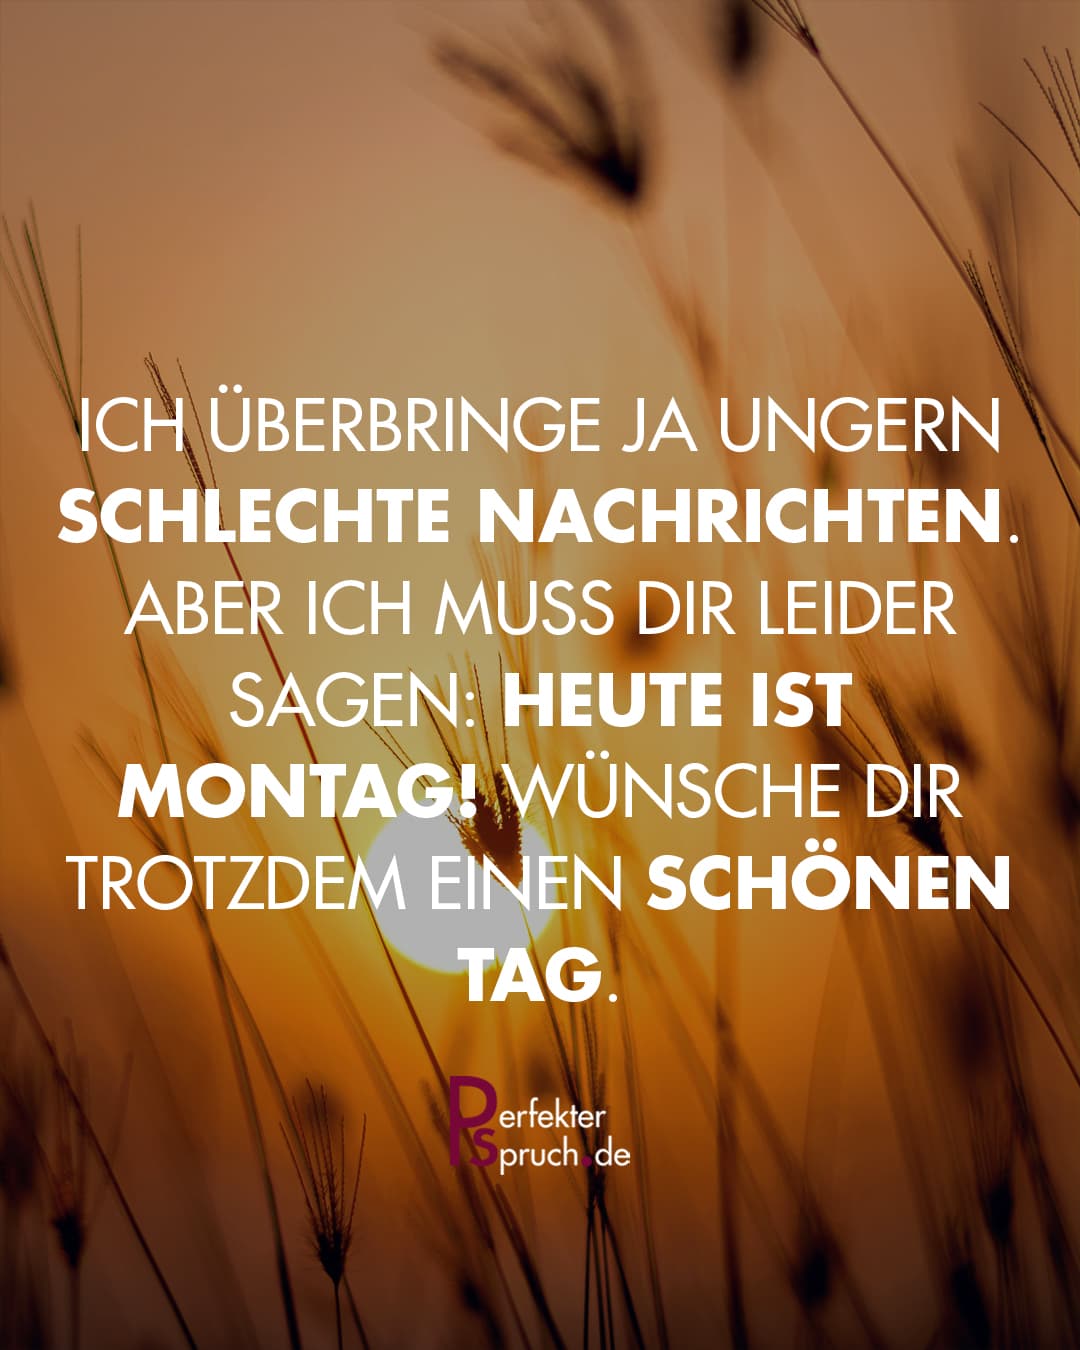 ICH ÜBERBRINGE JA UNGERN
SCHLECHTE NACHRICHTEN.
ABER ICH MUSS DIR LEIDER
SAGEN: HEUTE IST
MONTAG! WÜNSCHE DIR
TROTZDEM EINEN SCHÖNEN
TAG.
Perfekter
Spruch.de